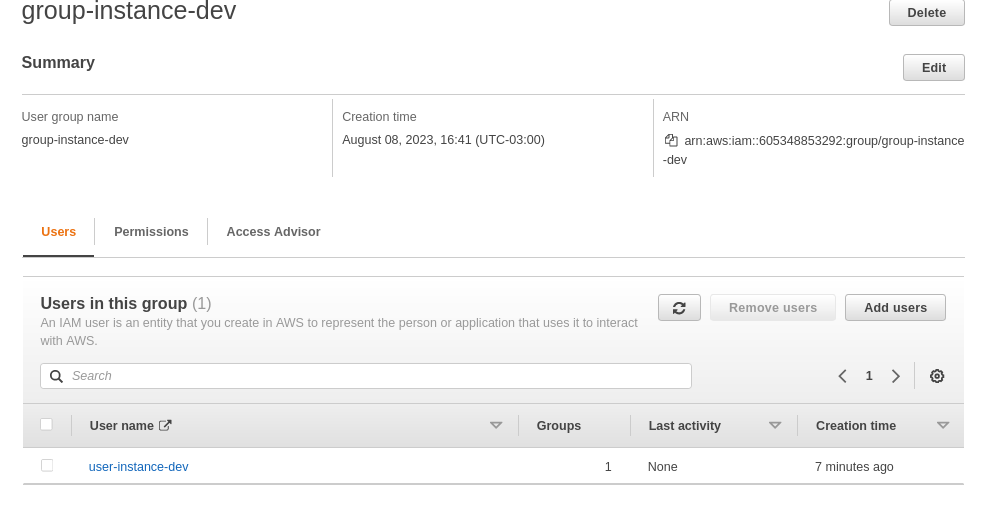 group-instance-dev
Delete
Summary
Edit
User group name
group-instance-dev
Creation time
August 08, 2023, 16:41 (UTC-03:00)
ARN
arn:aws:iam::605348853292:group/group-instance
-dev
Users
Permissions
Access Advisor
Users in this group (1)
An IAM user is an entity that you create in AWS to represent the person or application that uses it to interact
with AWS.
Remove users
Add users
Search
1
User name
Groups
Last activity
Creation time
user-instance-dev
1
None
7 minutes ago